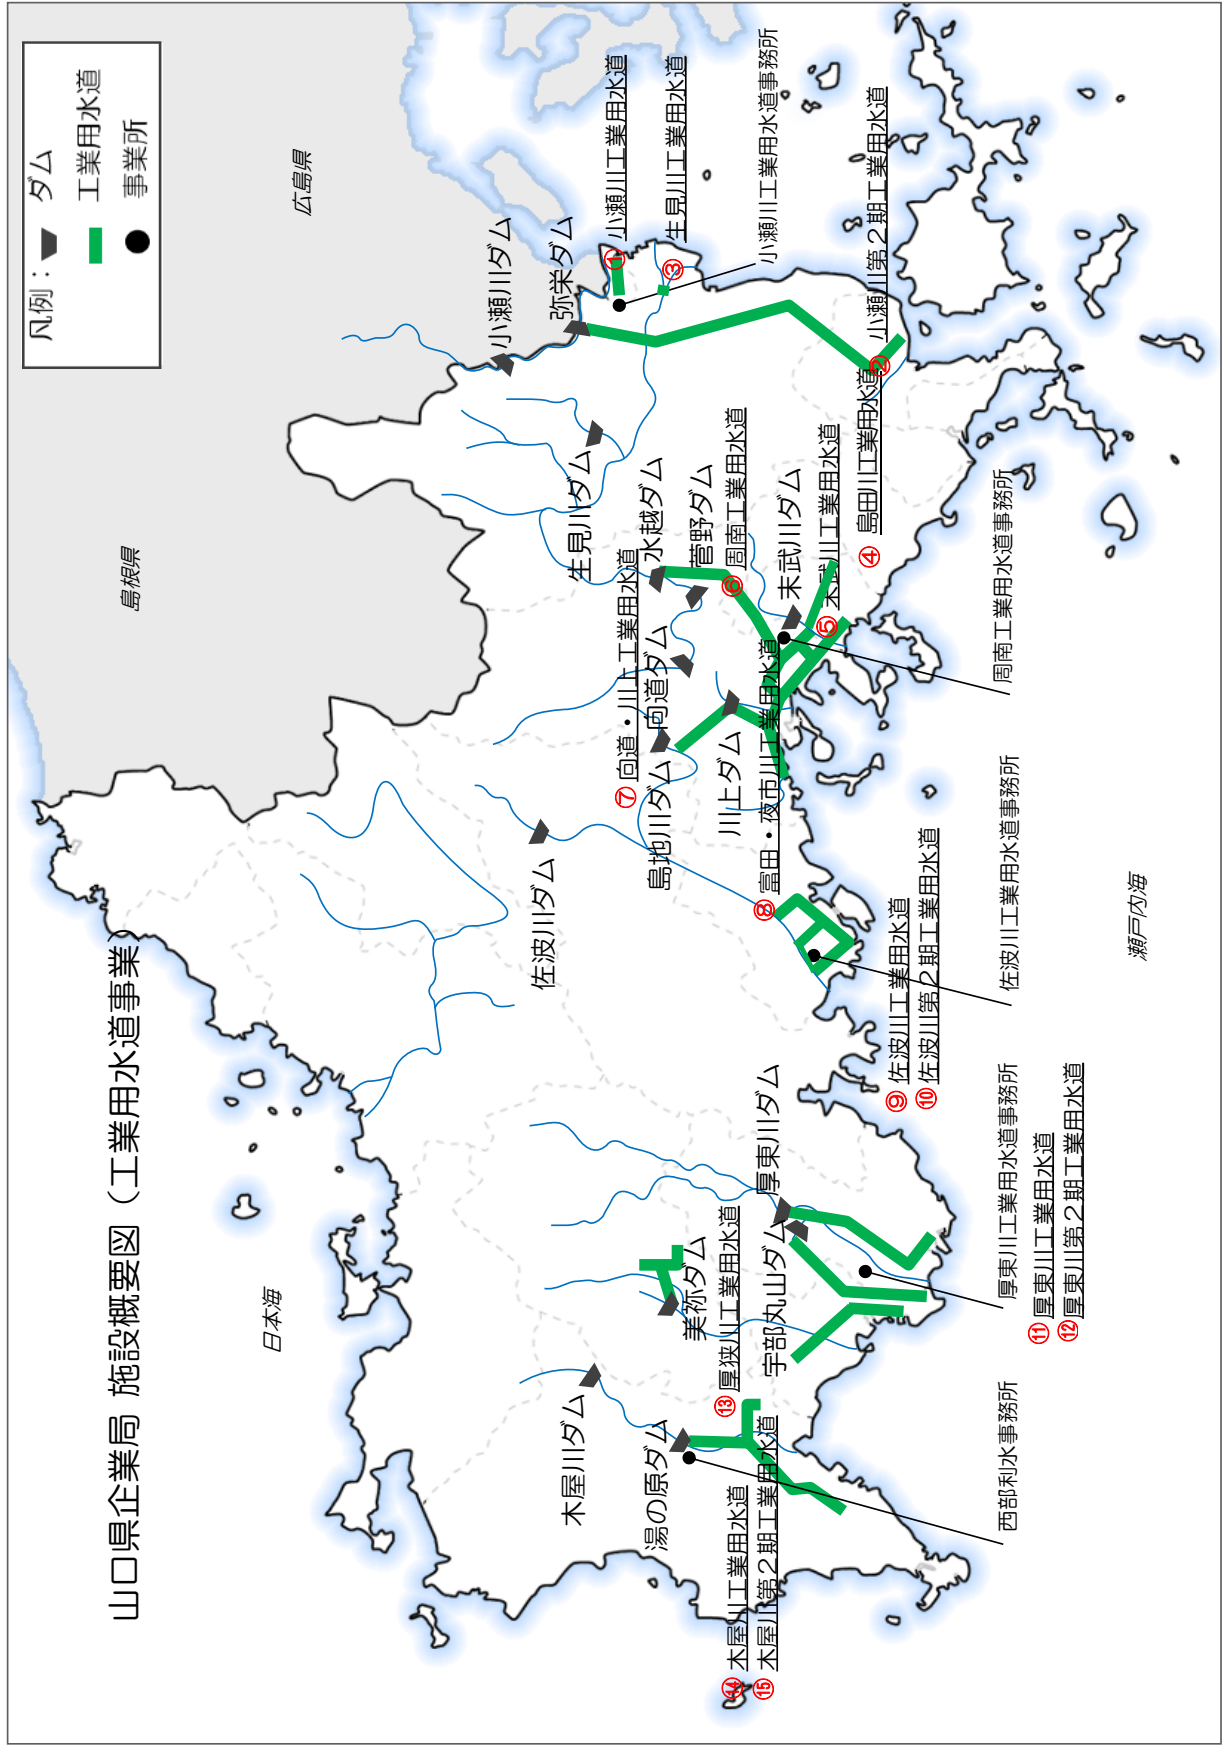 山口県企業局 施設概要図（工業用水道事業）
凡例：
ダム
工業用水道
事業所
日本海
島根県
広島県
瀬戸内海
小瀬川ダム
弥栄ダム
生見川ダム
水越ダム
菅野ダム
向道ダム
末武川ダム
島地川ダム
川上ダム
佐波川ダム
厚東川ダム
宇部丸山ダム
美祢ダム
木屋川ダム
湯の原ダム
① 小瀬川工業用水道
② 小瀬川第２期工業用水道
③ 生見川工業用水道
④ 島田川工業用水道
⑤ 末武川工業用水道
⑥ 周南工業用水道
⑦ 向道・川上工業用水道
⑧ 富田・夜市川工業用水道
⑨ 佐波川工業用水道
⑩ 佐波川第２期工業用水道
⑪ 厚東川工業用水道
⑫ 厚東川第２期工業用水道
⑬ 厚狭川工業用水道
⑭ 木屋川工業用水道
⑮ 木屋川第２期工業用水道
小瀬川工業用水道事務所
周南工業用水道事務所
佐波川工業用水道事務所
厚東川工業用水道事務所
西部利水事務所